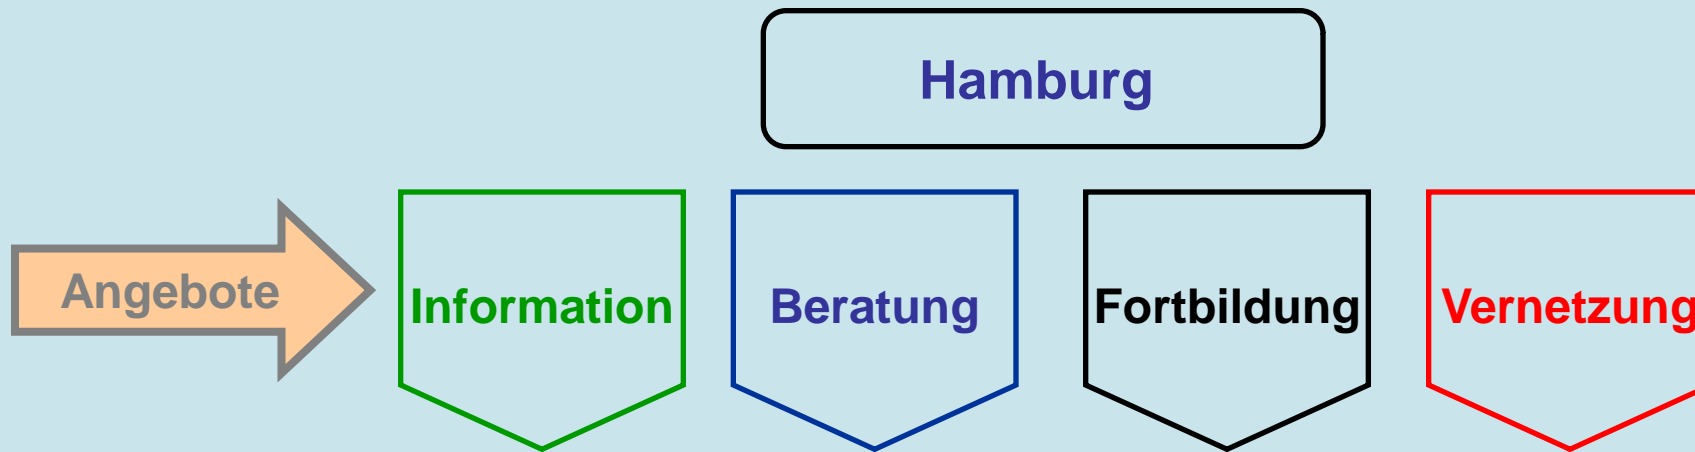 Hamburg
Angebote
Information
Beratung
Fortbildung
Vernetzung